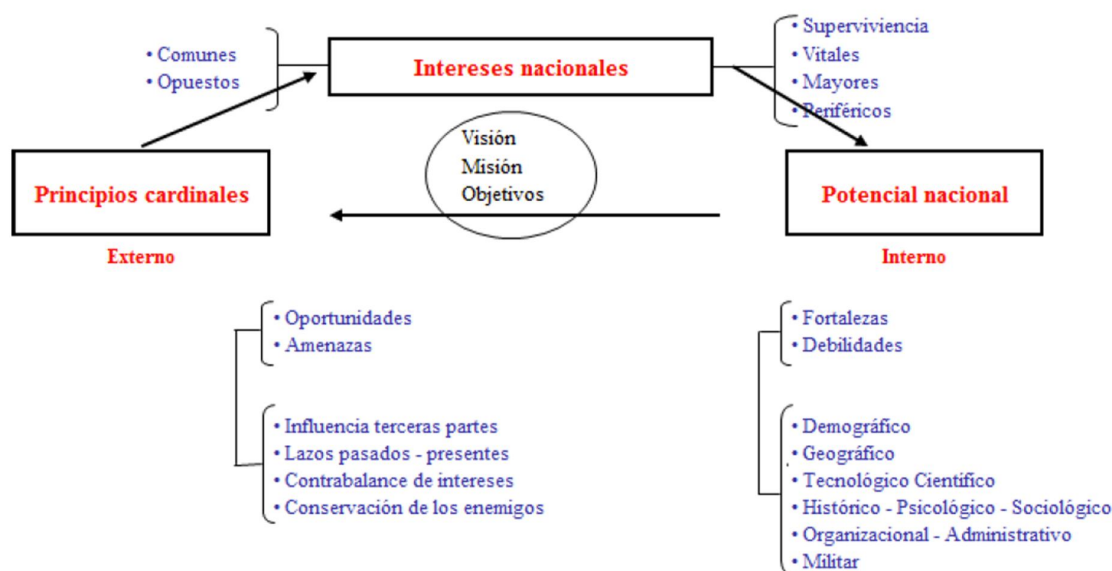 • Comunes
• Opuestos
Intereses nacionales
• Superviviencia
• Vitales
• Mayores
• Periféricos
Visión
Misión
Objetivos
Principios cardinales
Externo
Potencial nacional
Interno
• Oportunidades
• Amenazas
• Influencia terceras partes
• Lazos pasados - presentes
• Contrabalance de intereses
• Conservación de los enemigos
• Fortalezas
• Debilidades
• Demográfico
• Geográfico
• Tecnológico Científico
• Histórico - Psicológico - Sociológico
• Organizacional - Administrativo
• Militar